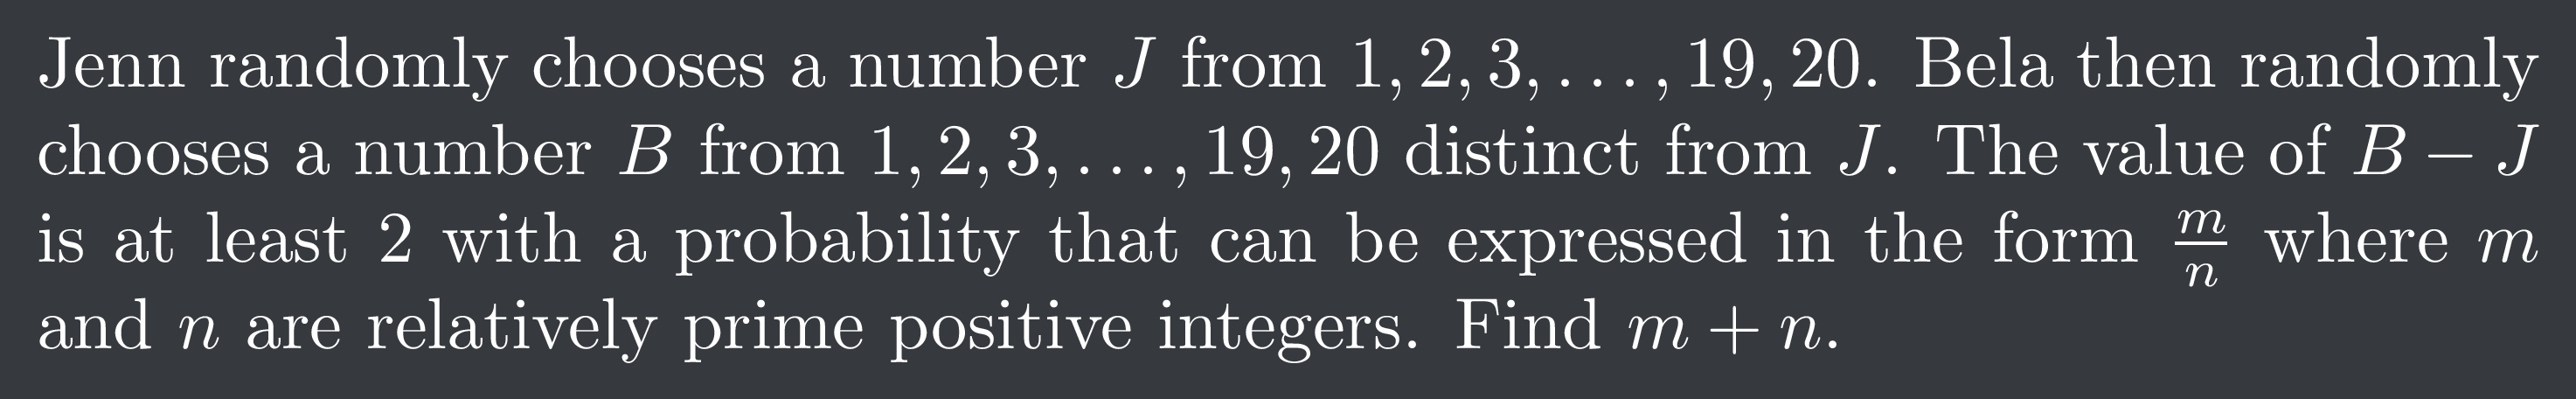 Jenn randomly chooses a number J from 1, 2, 3, . . . , 19, 20. Bela then randomly
chooses a number B from 1, 2, 3, . . . , 19, 20 distinct from J. The value of B − J
is at least 2 with a probability that can be expressed in the form m/n where m
and n are relatively prime positive integers. Find m + n.